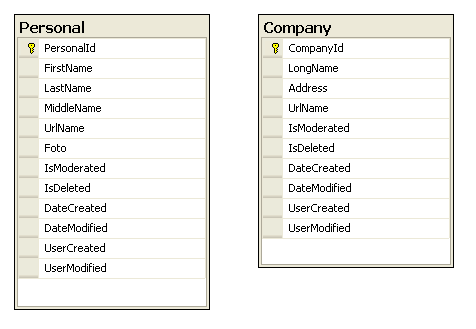 Personal
PersonalId
FirstName
LastName
MiddleName
UrlName
Foto
IsModerated
IsDeleted
DateCreated
DateModified
UserCreated
UserModified
Company
CompanyId
LongName
Address
UrlName
IsModerated
IsDeleted
DateCreated
DateModified
UserCreated
UserModified